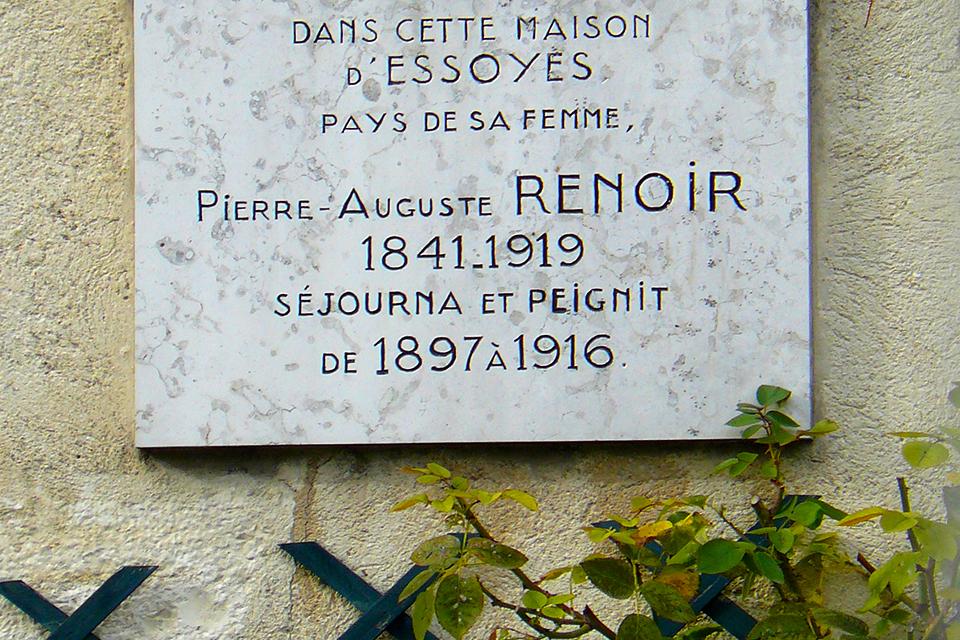 DANS CETTE MAISON
D'ESSOYES
PAYS DE SA FEMME,
PIERRE-AUGUSTE RENOIR
1841-1919
SÉJOURNA ET PEIGNIT
DE 1897 À 1916.